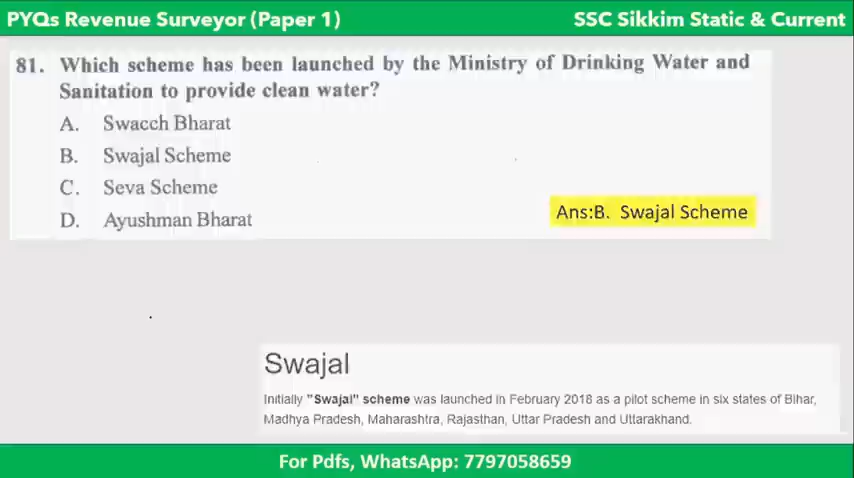 PYQs Revenue Surveyor (Paper 1) SSC Sikkim Static & Current
81. Which scheme has been launched by the Ministry of Drinking Water and
Sanitation to provide clean water?
A. Swacch Bharat
B. Swajal Scheme
C. Seva Scheme
D. Ayushman Bharat
Ans:B. Swajal Scheme
Swajal
Initially "Swajal" scheme was launched in February 2018 as a pilot scheme in six states of Bihar,
Madhya Pradesh, Maharashtra, Rajasthan, Uttar Pradesh and Uttarakhand.
For Pdfs, WhatsApp: 7797058659